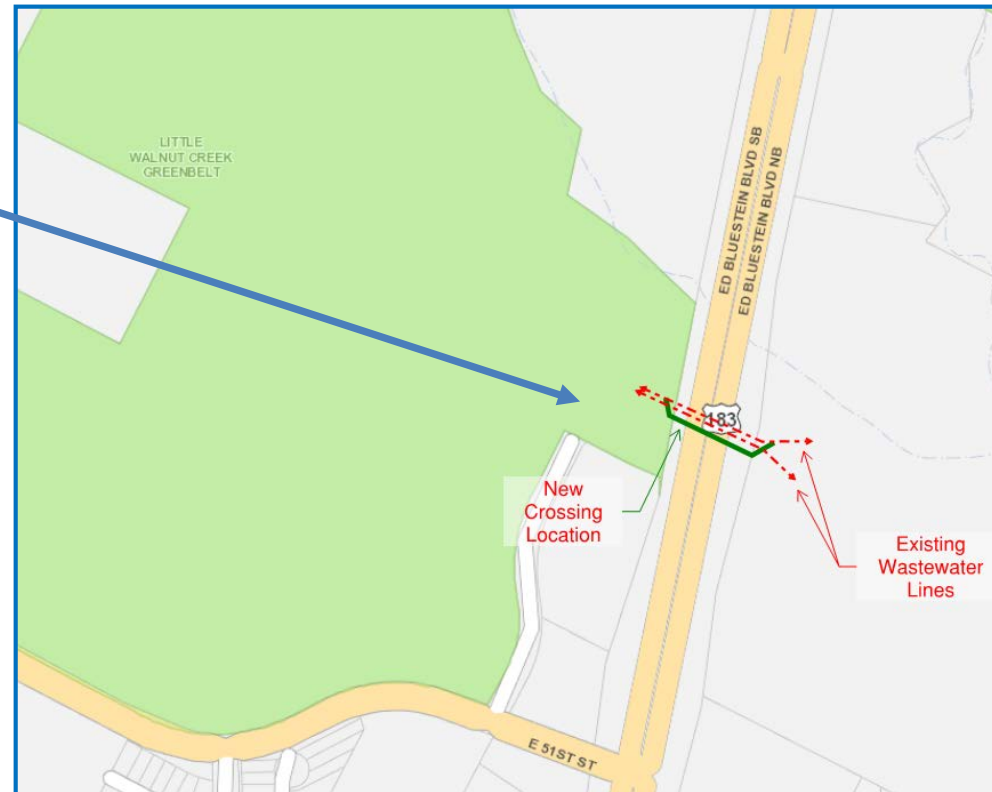 LITTLE
WALNUT CREEK
GREENBELT
ED BLUESTEIN BLVD SB
ED BLUESTEIN BLVD NB
183
New
Crossing
Location
Existing
Wastewater
Lines
E 51ST ST